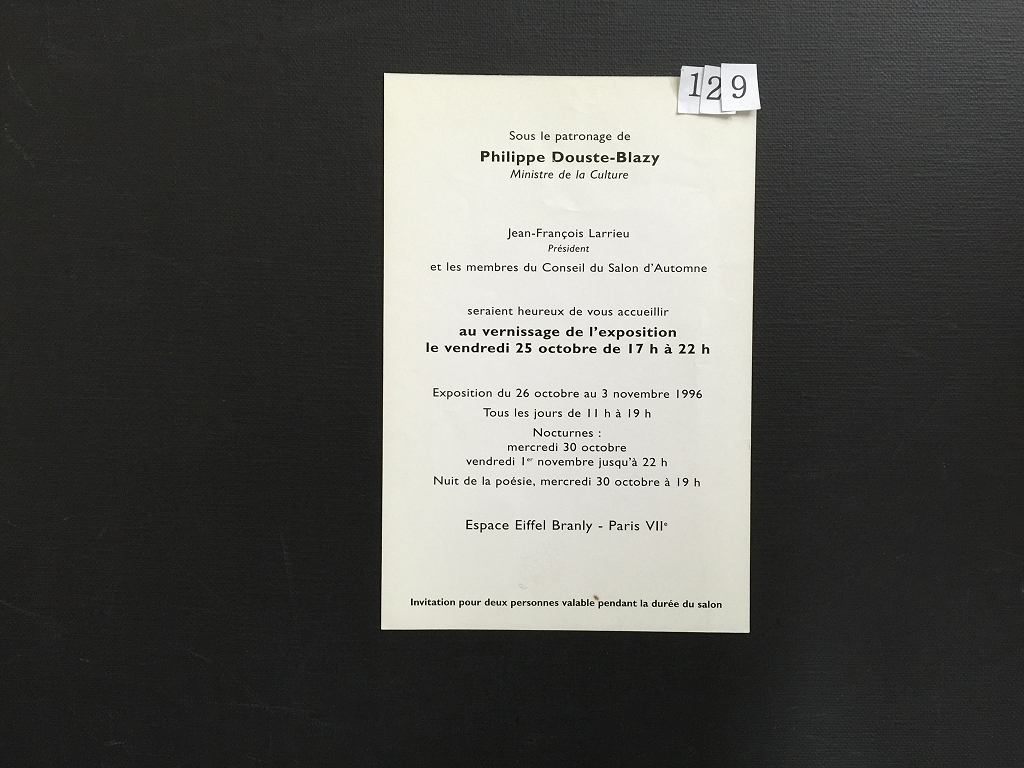 129
Sous le patronage de
Philippe Douste-Blazy
Ministre de la Culture
Jean-François Larrieu
Président
et les membres du Conseil du Salon d'Automne
seraient heureux de vous accueillir
au vernissage de l'exposition
le vendredi 25 octobre de 17 h à 22 h
Exposition du 26 octobre au 3 novembre 1996
Tous les jours de 11 h à 19 h
Nocturnes :
mercredi 30 octobre
vendredi 1er novembre jusqu'à 22 h
Nuit de la poésie, mercredi 30 octobre à 19 h
Espace Eiffel Branly - Paris VIIe
Invitation pour deux personnes valable pendant la durée du salon